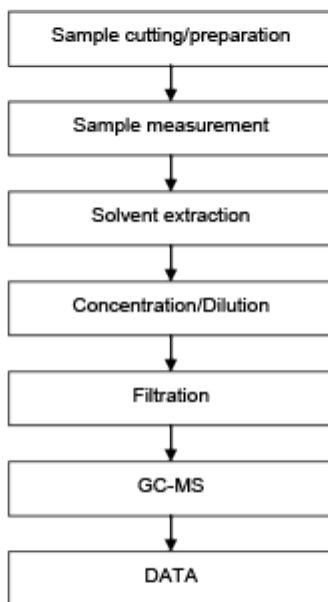 Sample cutting/preparation
Sample measurement
Solvent extraction
Concentration/Dilution
Filtration
GC-MS
DATA